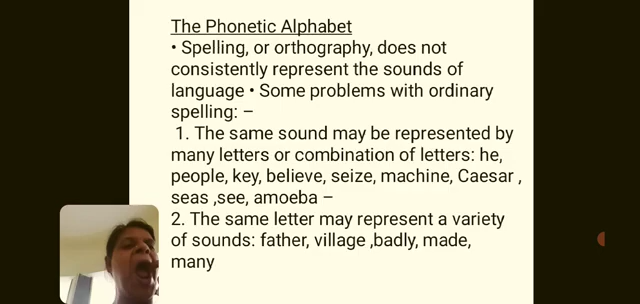 The Phonetic Alphabet
• Spelling, or orthography, does not
consistently represent the sounds of
language • Some problems with ordinary
spelling: –
1. The same sound may be represented by
many letters or combination of letters: he,
people, key, believe, seize, machine, Caesar ,
seas ,see, amoeba –
2. The same letter may represent a variety
of sounds: father, village ,badly, made,
many